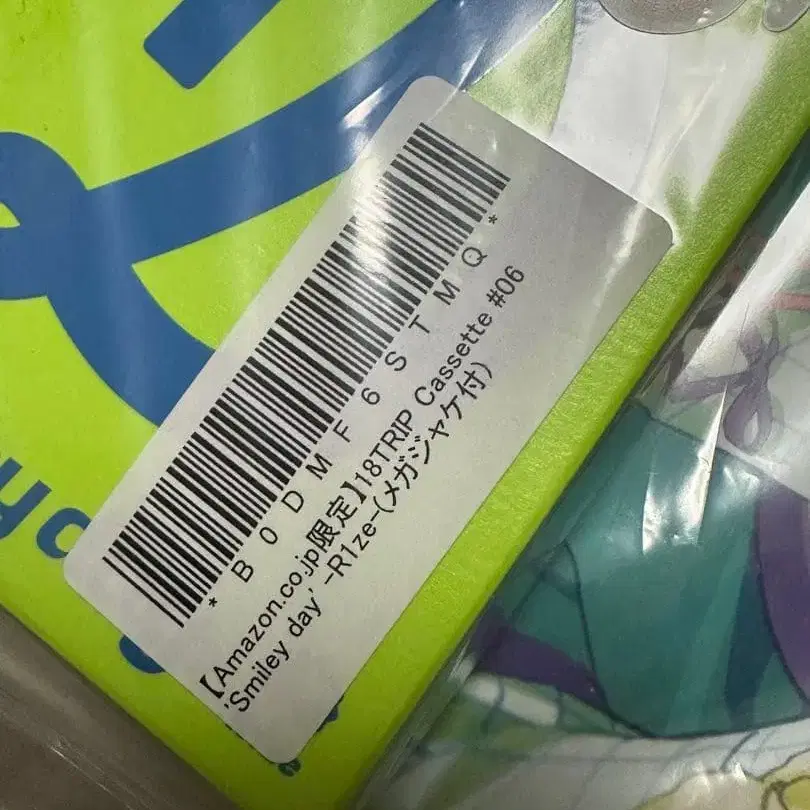 * B 0 D M F 6 S T M Q *
【Amazon.co.jp限定】18TRIP Cassette #06
'Smiley day' -R1ze-(メガジャケ付)